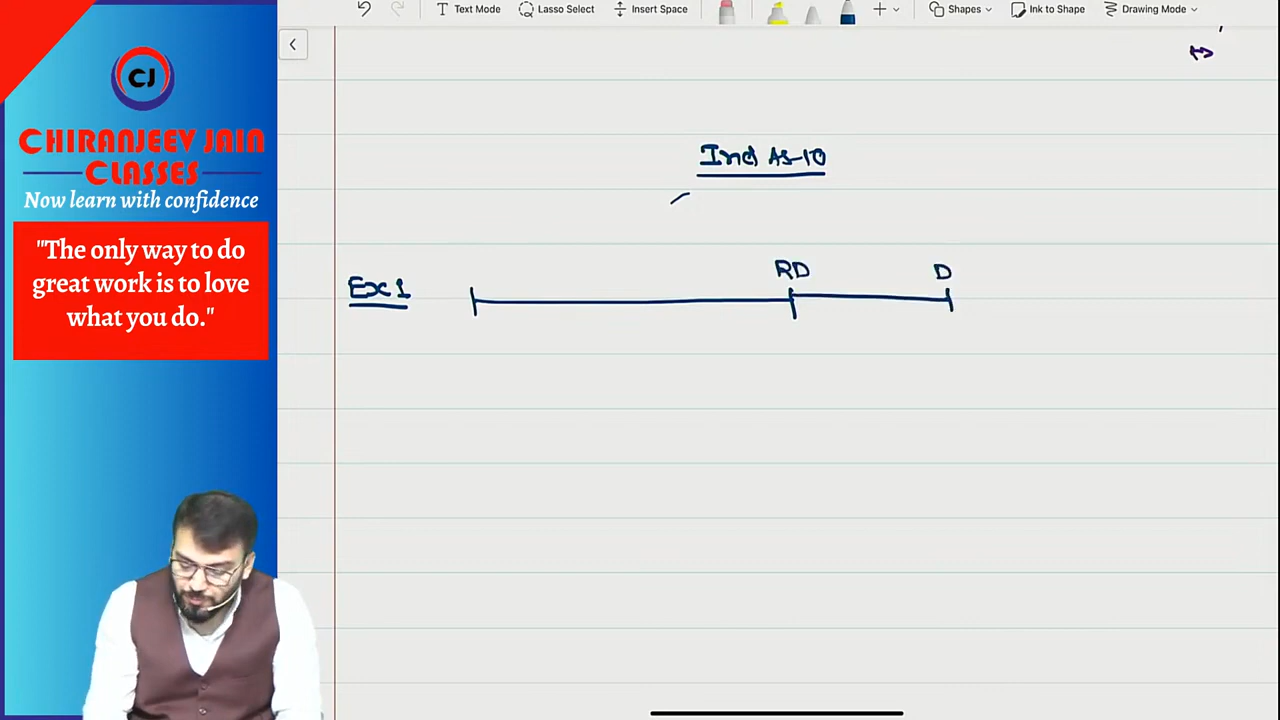 Text Mode
Lasso Select
Insert Space
Shapes
Ink to Shape
Drawing Mode
CJ
CHIRANJEEV JAIN
CLASSES
Now learn with confidence
"The only way to do
great work is to love
what you do."
Ind AS-10
Ex 1
RD
D